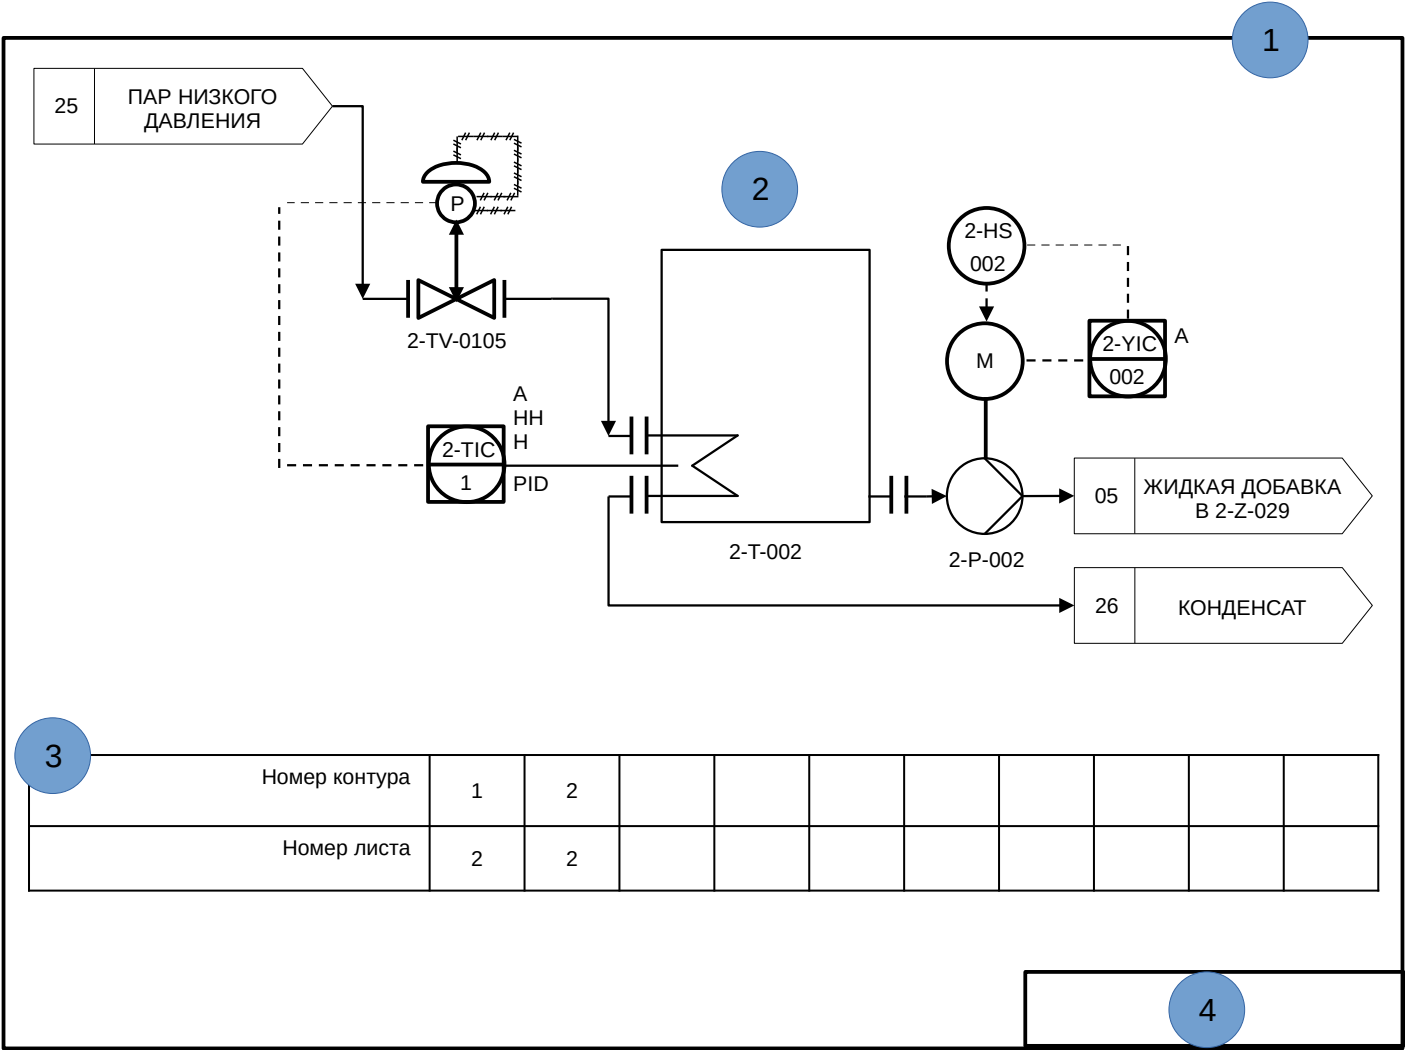 1
25
ПАР НИЗКОГО
ДАВЛЕНИЯ
2
P
2-HS
002
2-TV-0105
M
2-YIC
002
A
A
HH
H
2-TIC
1
PID
05
ЖИДКАЯ ДОБАВКА
В 2-Z-029
2-T-002
2-P-002
26
КОНДЕНСАТ
3
Номер контура
1
2
Номер листа
2
2
4